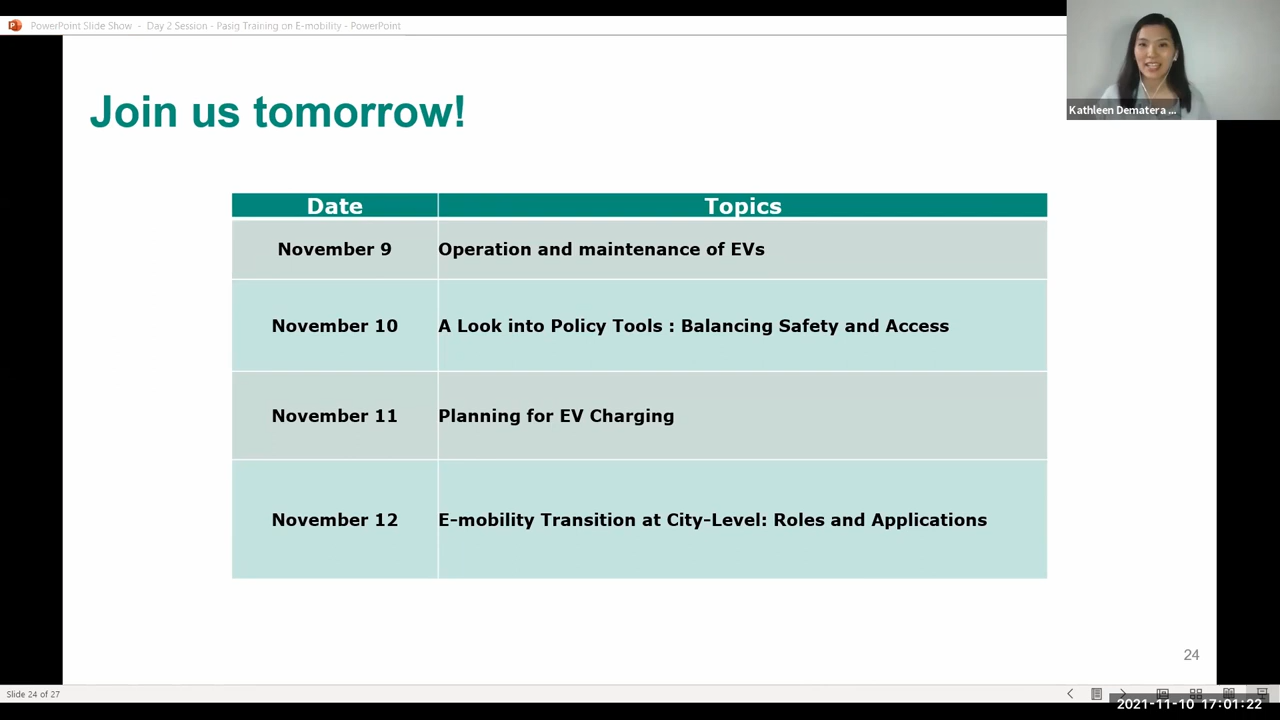 PowerPoint Slide Show - Day 2 Session - Pasig Training on E-mobility - PowerPoint
Kathleen Dematera ...
Join us tomorrow!
Date Topics
November 9 Operation and maintenance of EVs
November 10 A Look into Policy Tools : Balancing Safety and Access
November 11 Planning for EV Charging
November 12 E-mobility Transition at City-Level: Roles and Applications
24
Slide 24 of 27
2021-11-10 17:01:22